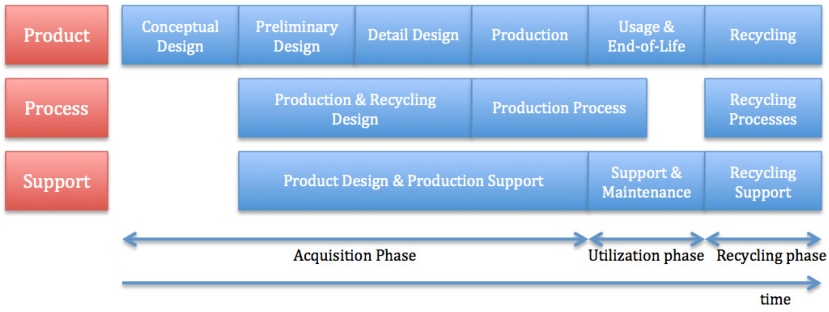 Product
Conceptual
Design
Preliminary
Design
Detail Design
Production
Usage &
End-of-Life
Recycling
Process
Production & Recycling
Design
Production Process
Recycling
Processes
Support
Product Design & Production Support
Support &
Maintenance
Recycling
Support
Acquisition Phase
Utilization phase
Recycling phase
time